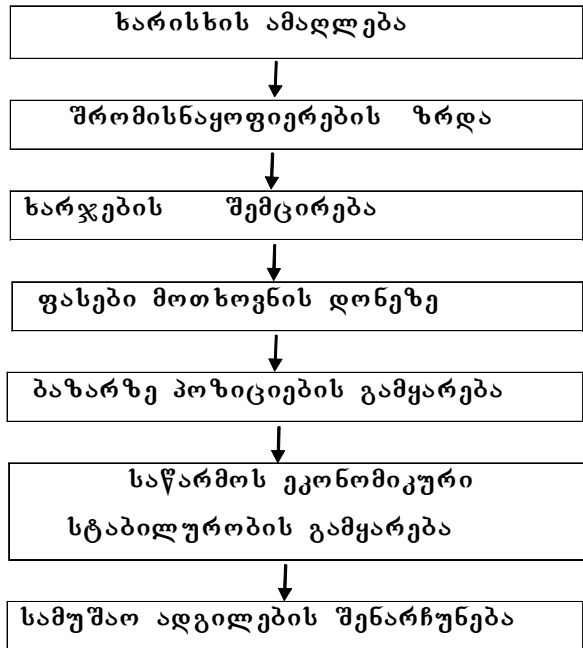 ხარისხის ამაღლება
შრომისნაყოფიერების ზრდა
ხარჯების შემცირება
ფასები მოთხოვნის დონეზე
ბაზარზე პოზიციების გამყარება
საწარმოს ეკონომიკური
სტაბილურობის გამყარება
სამუშაო ადგილების შენარჩუნება